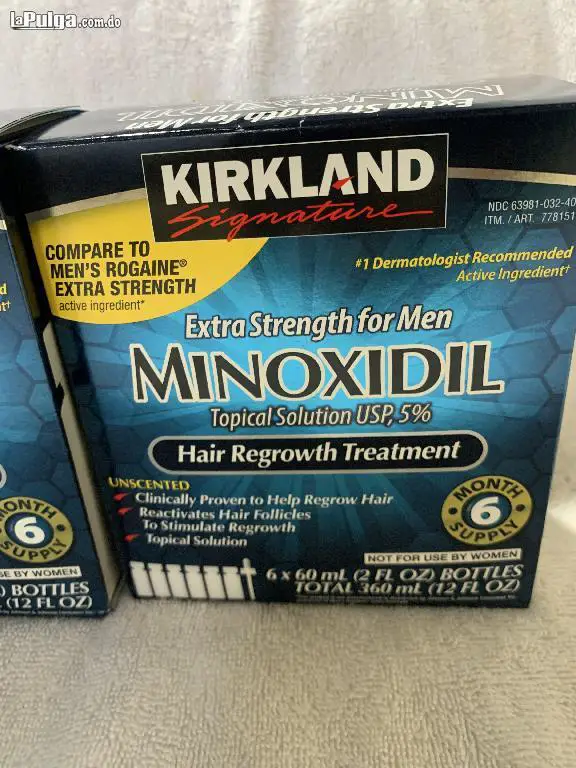 laPulga.com.do
Extra Strength for Men
MINOXIDIL
KIRKLAND
Signature
NDC 63981-032-40
ITM. / ART. 778151
COMPARE TO
MEN'S ROGAINE®
EXTRA STRENGTH
active ingredient*
#1 Dermatologist Recommended
Active Ingredient†
Extra Strength for Men
MINOXIDIL
Topical Solution USP, 5%
Hair Regrowth Treatment
UNSCENTED
Clinically Proven to Help Regrow Hair
Reactivates Hair Follicles
To Stimulate Regrowth
Topical Solution
MONTH
6
SUPPLY
NOT FOR USE BY WOMEN
6 x 60 mL (2 FL OZ) BOTTLES
TOTAL 360 mL (12 FL OZ)
MONTH
6
SUPPLY
BY WOMEN
BOTTLES
(12 FL OZ)